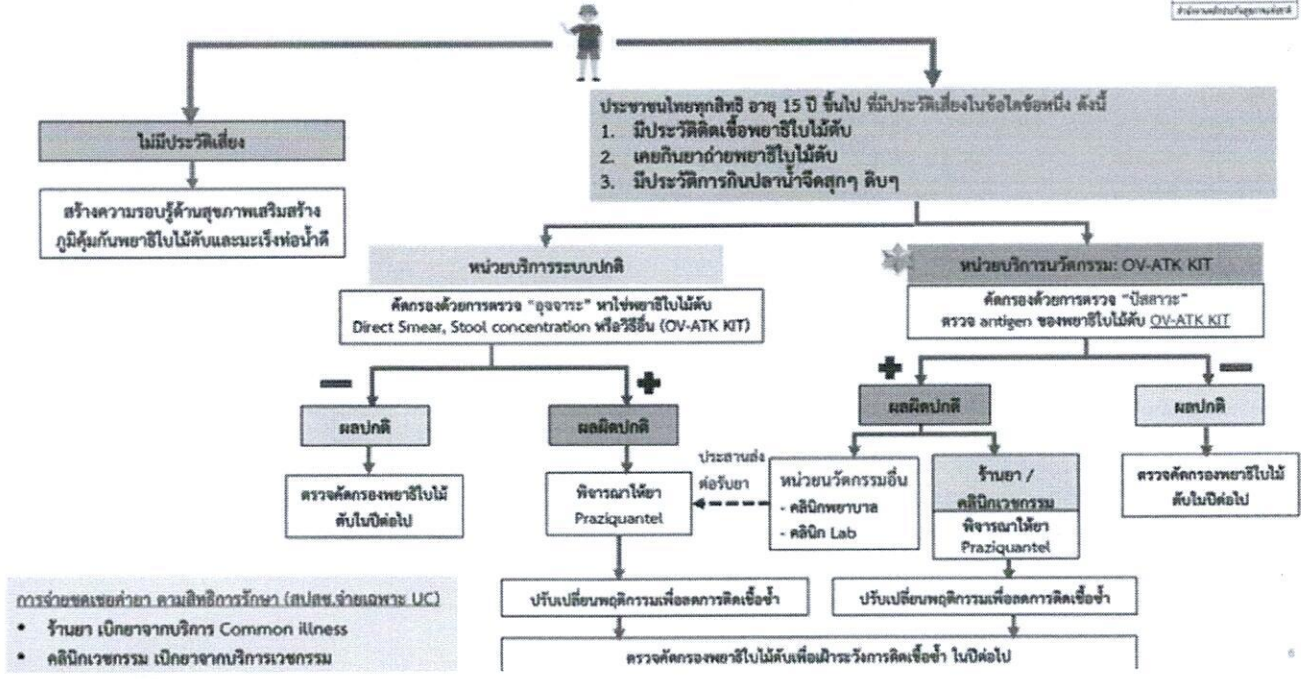 สำนักงานหลักประกันสุขภาพแห่งชาติ
ประชาชนไทยทุกสิทธิ อายุ 15 ปี ขึ้นไป ที่มีประวัติเสี่ยงในข้อใดข้อหนึ่ง ดังนี้
1. มีประวัติติดเชื้อพยาธิใบไม้ตับ
2. เคยกินยาถ่ายพยาธิใบไม้ตับ
3. มีประวัติการกินปลาน้ำจืดสุกๆ ดิบๆ
ไม่มีประวัติเสี่ยง
สร้างความรอบรู้ด้านสุขภาพเสริมสร้าง
ภูมิคุ้มกันพยาธิใบไม้ตับและมะเร็งท่อน้ำดี
หน่วยบริการระบบปกติ
คัดกรองด้วยการตรวจ "อุจจาระ" หาไข่พยาธิใบไม้ตับ
Direct Smear, Stool concentration หรือวิธีอื่น (OV-ATK KIT)
หน่วยบริการนวัตกรรม: OV-ATK KIT
คัดกรองด้วยการตรวจ "ปัสสาวะ"
ตรวจ antigen ของพยาธิใบไม้ตับ OV-ATK KIT
ผลปกติ
ผลผิดปกติ
ผลผิดปกติ
ผลปกติ
ตรวจคัดกรองพยาธิใบไม้
ตับในปีต่อไป
พิจารณาให้ยา
Praziquantel
ประสานส่ง
ต่อรับยา
หน่วยนวัตกรรมอื่น
- คลินิกพยาบาล
- คลินิก Lab
ร้านยา /
คลินิกเวชกรรม
พิจารณาให้ยา
Praziquantel
ตรวจคัดกรองพยาธิใบไม้
ตับในปีต่อไป
ปรับเปลี่ยนพฤติกรรมเพื่อลดการติดเชื้อซ้ำ
ปรับเปลี่ยนพฤติกรรมเพื่อลดการติดเชื้อซ้ำ
ตรวจคัดกรองพยาธิใบไม้ตับเพื่อเฝ้าระวังการติดเชื้อซ้ำ ในปีต่อไป
การจ่ายชดเชยค่ายา ตามสิทธิการรักษา (สปสช.จ่ายเฉพาะ UC)
• ร้านยา เบิกยาจากบริการ Common illness
• คลินิกเวชกรรม เบิกยาจากบริการเวชกรรม
6